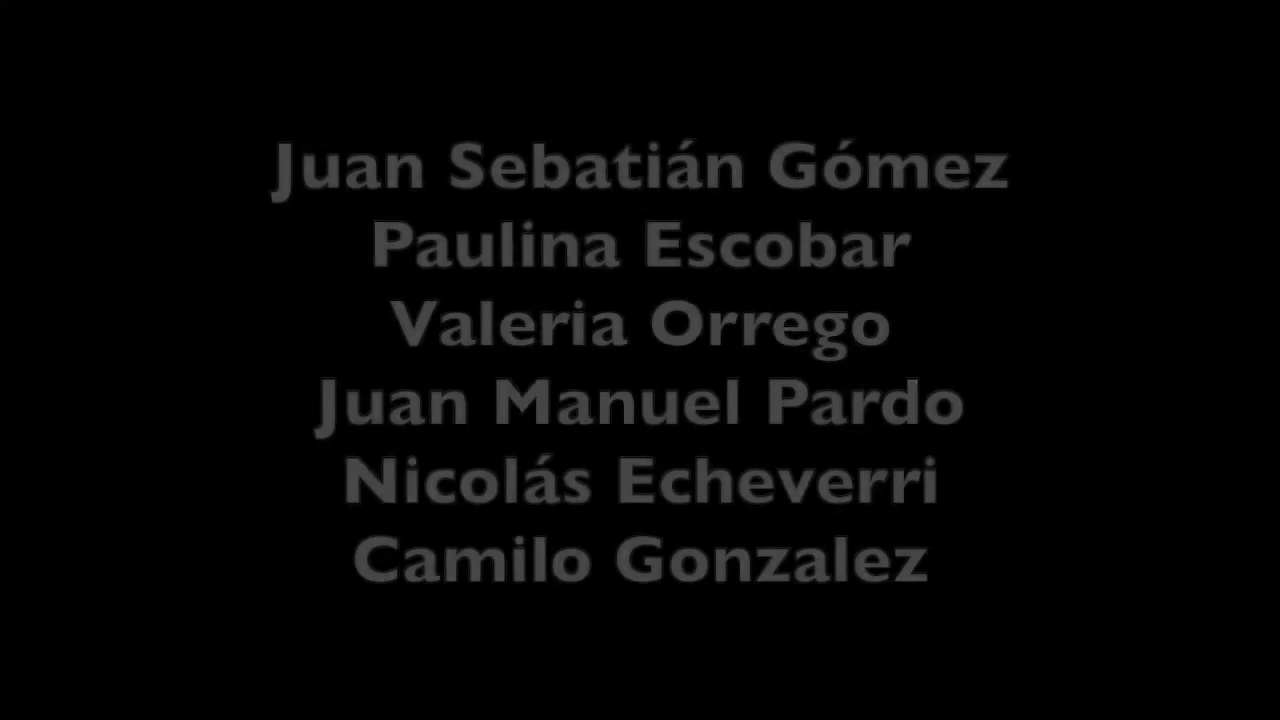 Juan Sebatián Gómez
Paulina Escobar
Valeria Orrego
Juan Manuel Pardo
Nicolás Echeverri
Camilo Gonzalez